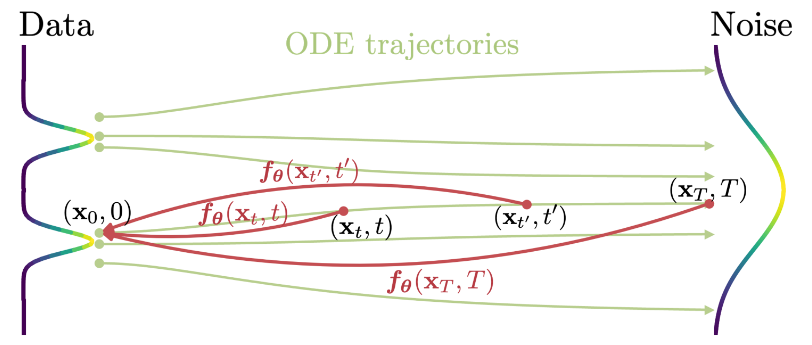 Data
Noise
ODE trajectories
f_θ(x_{t'}, t')
(x_T, T)
(x_0, 0)
f_θ(x_t, t)
(x_t, t)
(x_{t'}, t')
f_θ(x_T, T)